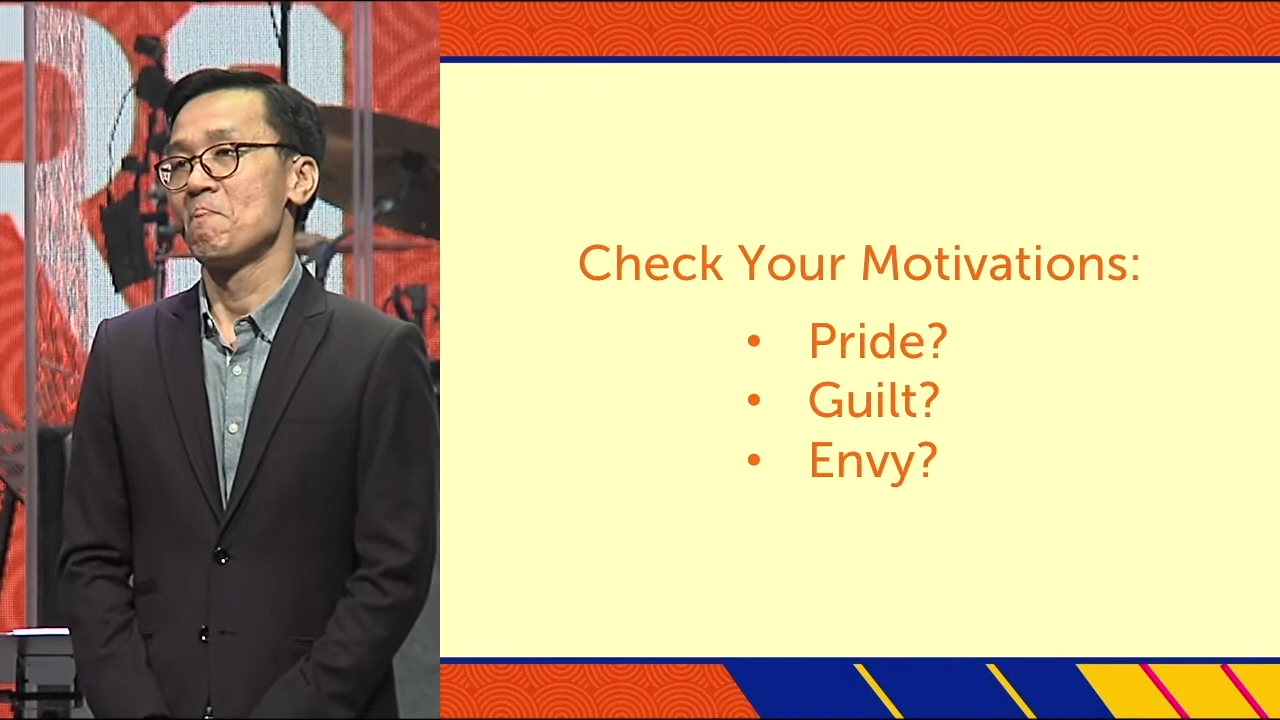 Check Your Motivations:
• Pride?
• Guilt?
• Envy?